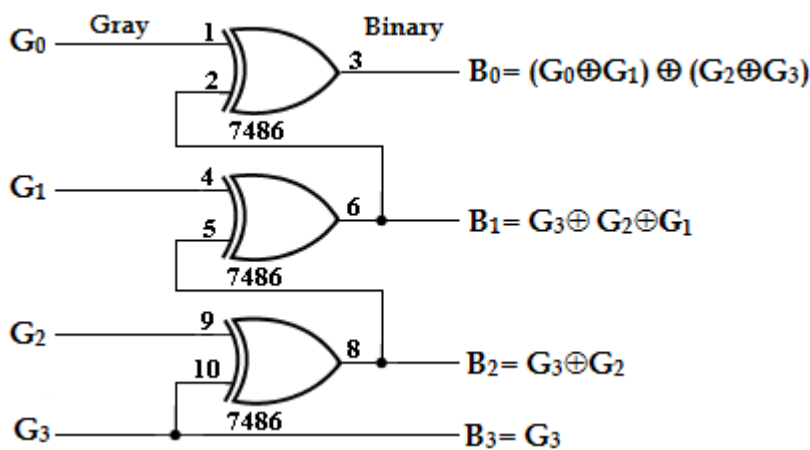 Gray Binary
G₀ 1 3 B₀= (G₀⊕G₁) ⊕ (G₂⊕G₃)
2
7486
G₁ 4 6 B₁= G₃⊕ G₂⊕G₁
5
7486
G₂ 9 8 B₂= G₃⊕G₂
10
7486
G₃ B₃= G₃